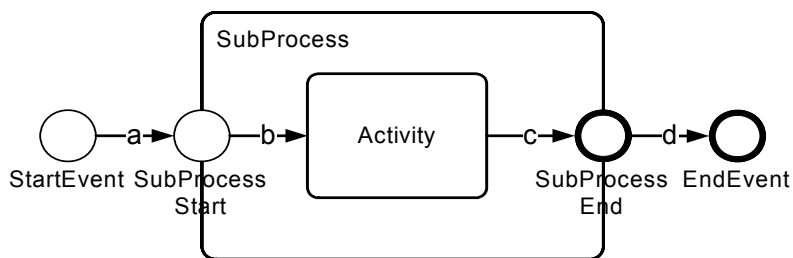 SubProcess
a
b
Activity
c
d
StartEvent
SubProcess
Start
SubProcess
End
EndEvent